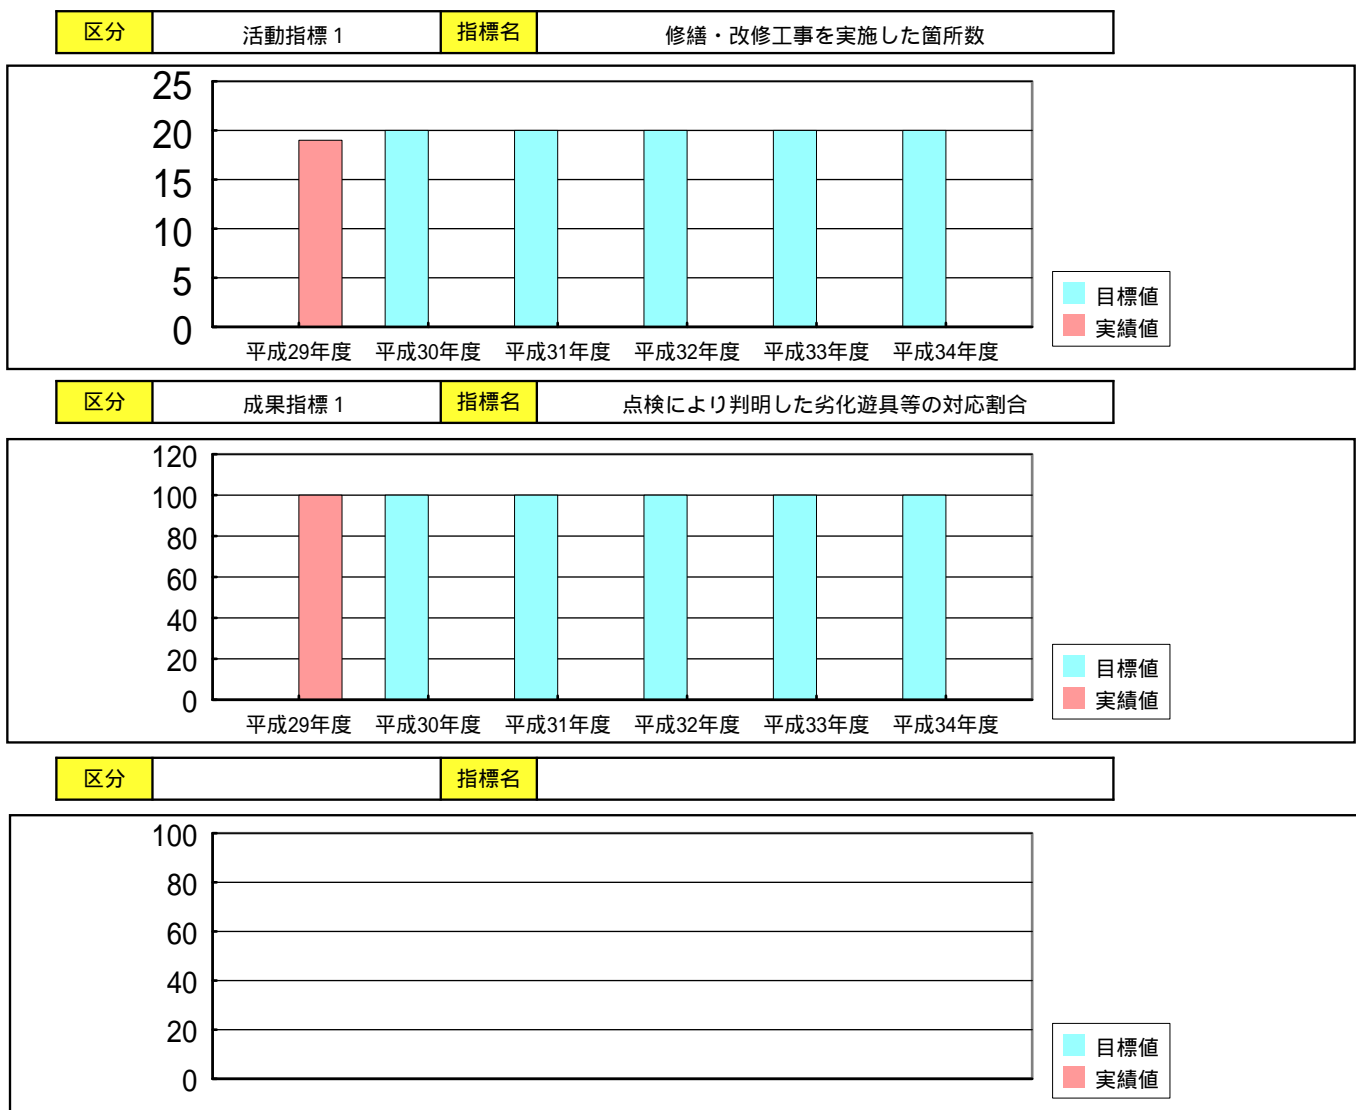 区分 活動指標1 指標名 修繕・改修工事を実施した箇所数
25
20
15
10
5
0
平成29年度 平成30年度 平成31年度 平成32年度 平成33年度 平成34年度
目標値
実績値
区分 成果指標1 指標名 点検により判明した劣化遊具等の対応割合
120
100
80
60
40
20
0
平成29年度 平成30年度 平成31年度 平成32年度 平成33年度 平成34年度
目標値
実績値
区分 指標名
100
80
60
40
20
0
目標値
実績値